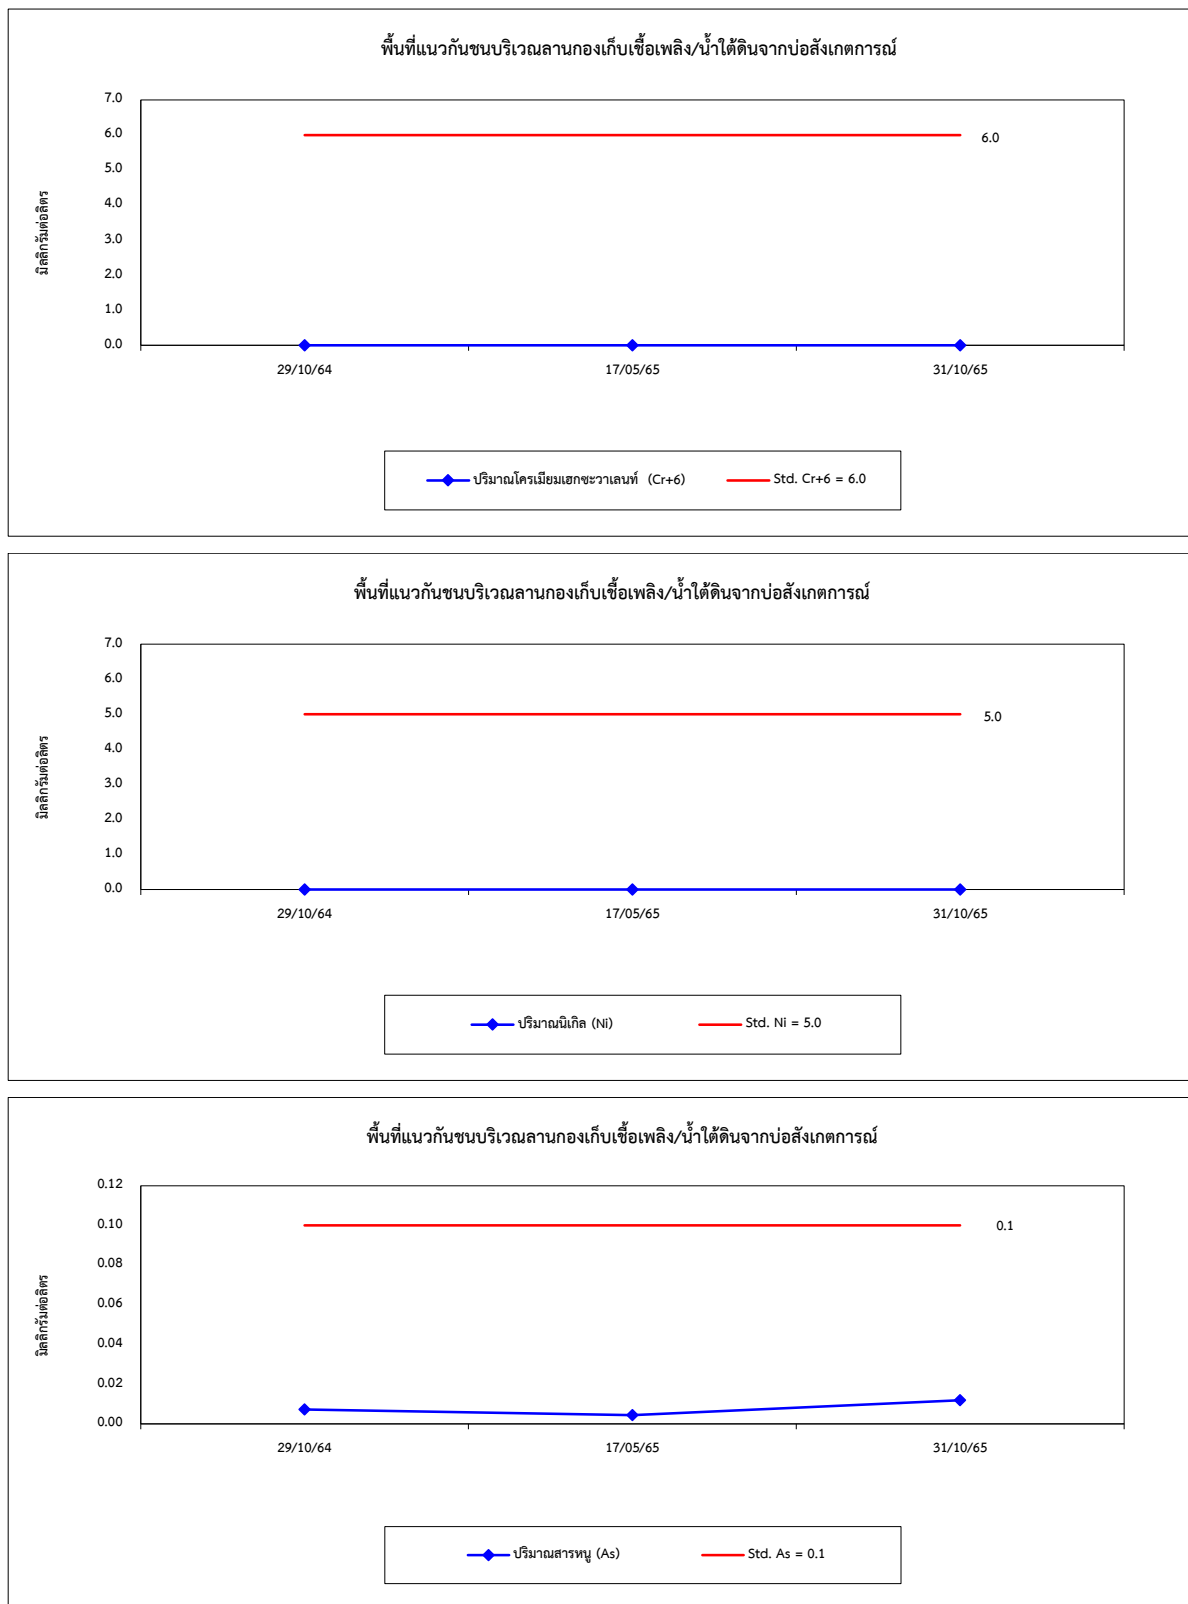 พื้นที่แนวกันชนบริเวณลานกองเก็บเชื้อเพลิง/น้ำใต้ดินจากบ่อสังเกตการณ์
7.0
6.0
5.0
4.0
3.0
2.0
1.0
0.0
มิลลิกรัมต่อลิตร
6.0
29/10/64 17/05/65 31/10/65
ปริมาณโครเมียมเฮกซะวาเลนท์ (Cr+6) Std. Cr+6 = 6.0
พื้นที่แนวกันชนบริเวณลานกองเก็บเชื้อเพลิง/น้ำใต้ดินจากบ่อสังเกตการณ์
7.0
6.0
5.0
4.0
3.0
2.0
1.0
0.0
มิลลิกรัมต่อลิตร
5.0
29/10/64 17/05/65 31/10/65
ปริมาณนิเกิล (Ni) Std. Ni = 5.0
พื้นที่แนวกันชนบริเวณลานกองเก็บเชื้อเพลิง/น้ำใต้ดินจากบ่อสังเกตการณ์
0.12
0.10
0.08
0.06
0.04
0.02
0.00
มิลลิกรัมต่อลิตร
0.1
29/10/64 17/05/65 31/10/65
ปริมาณสารหนู (As) Std. As = 0.1